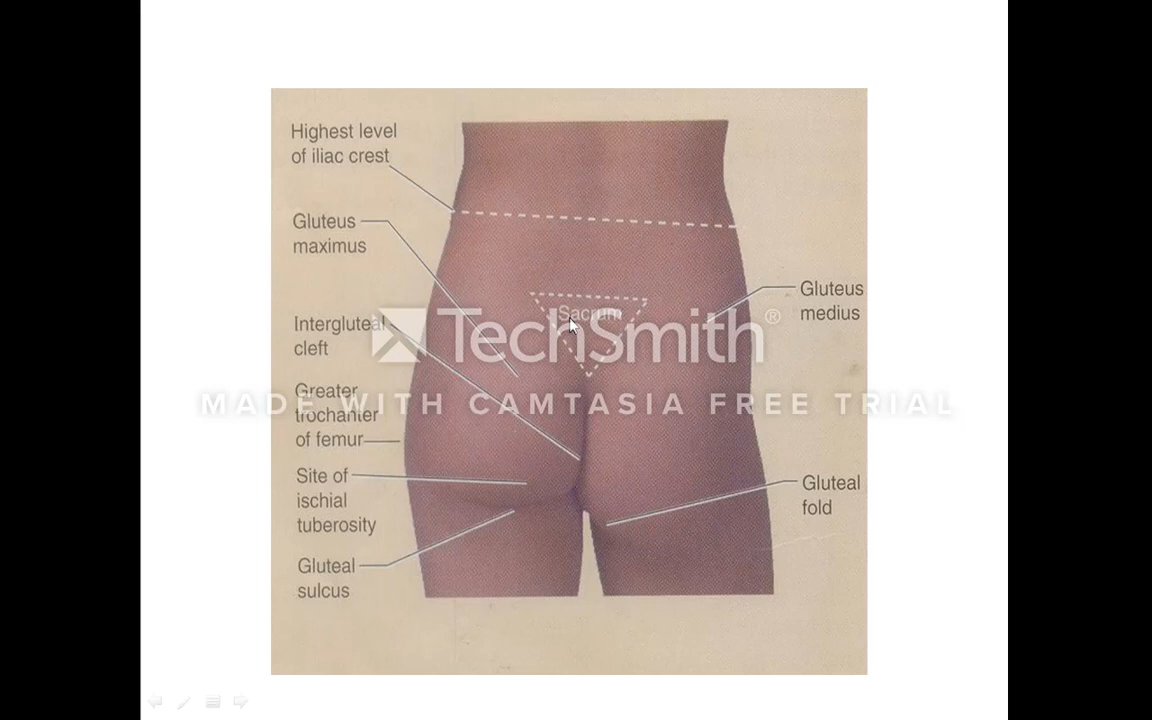 Highest level
of iliac crest
Gluteus
maximus
Intergluteal
cleft
Greater
trochanter
of femur
Site of
ischial
tuberosity
Gluteal
sulcus
Sacrum
Gluteus
medius
Gluteal
fold
TechSmith®
MADE WITH CAMTASIA FREE TRIAL